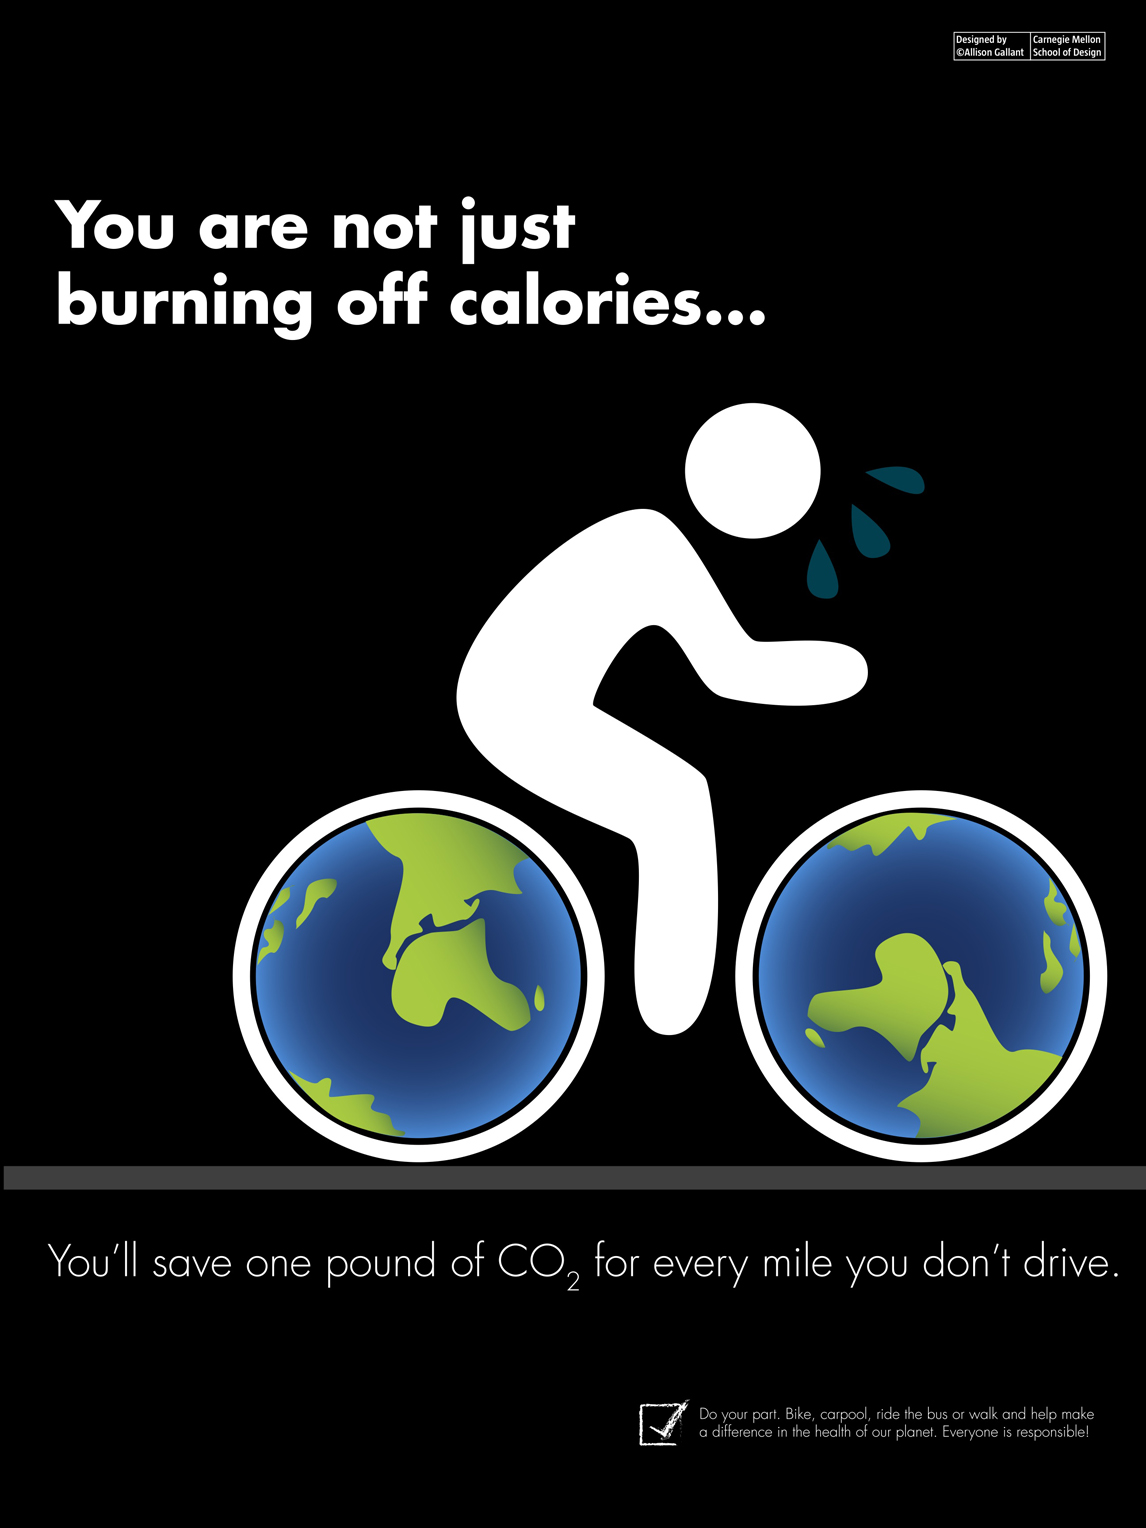 Designed by
©Allison Gallant
Carnegie Mellon
School of Design
You are not just
burning off calories...
You'll save one pound of CO₂ for every mile you don't drive.
Do your part. Bike, carpool, ride the bus or walk and help make
a difference in the health of our planet. Everyone is responsible!